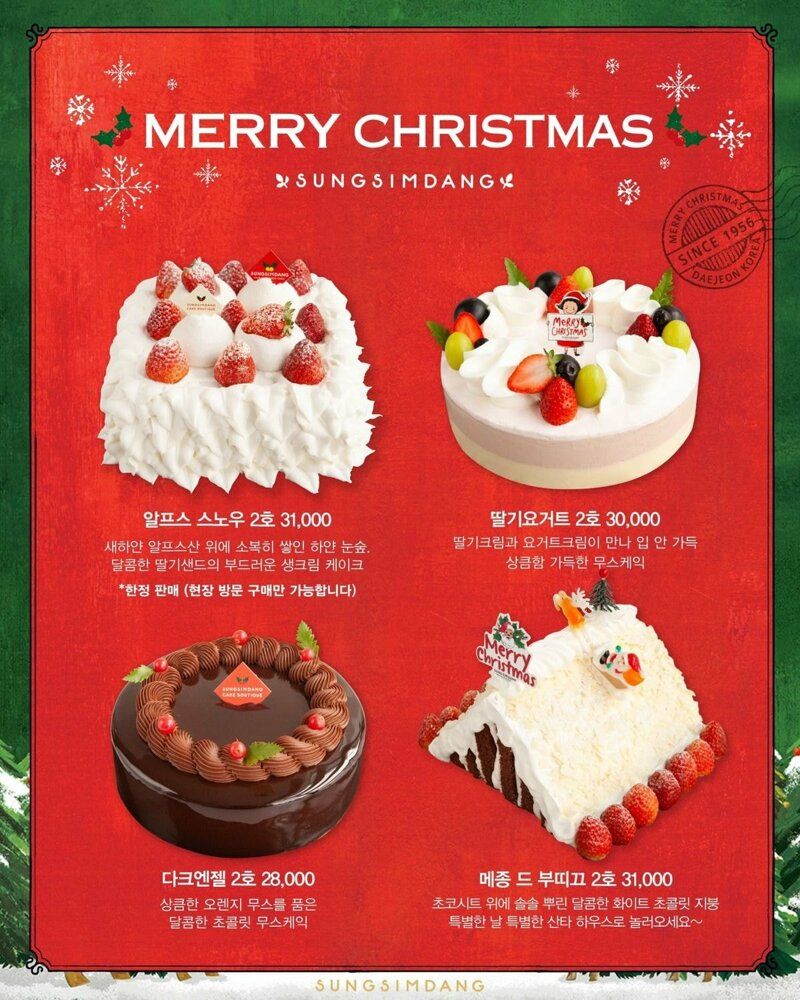 MERRY CHRISTMAS
SUNGSIMDANG
MERRY CHRISTMAS
SINCE 1956
DAEJEON KOREA
SUNGSIMDANG
SUNGSIMDANG
CAKE BOUTIQUE
MERRY
CHRISTMAS
알프스 스노우 2호 31,000
새하얀 알프스산 위에 소복히 쌓인 하얀 눈숲.
달콤한 딸기샌드의 부드러운 생크림 케이크
*한정 판매 (현장 방문 구매만 가능합니다)
딸기요거트 2호 30,000
딸기크림과 요거트크림이 만나 입 안 가득
상큼함 가득한 무스케익
SUNGSIMDANG
CAKE BOUTIQUE
Merry
Christmas
다크엔젤 2호 28,000
상큼한 오렌지 무스를 품은
달콤한 초콜릿 무스케익
메종 드 부띠끄 2호 31,000
초코시트 위에 솔솔 뿌린 달콤한 화이트 초콜릿 지붕
특별한 날 특별한 산타 하우스로 놀러오세요~
SUNGSIMDANG